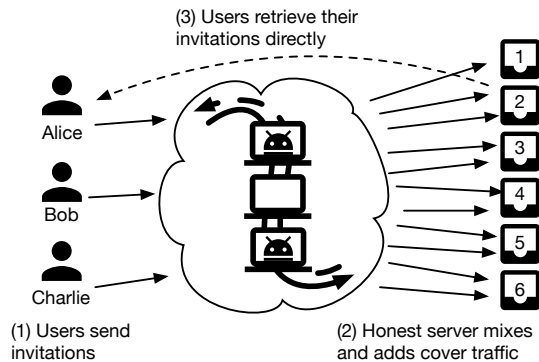 (3) Users retrieve their
invitations directly
Alice
Bob
Charlie
1
2
3
4
5
6
(1) Users send
invitations
(2) Honest server mixes
and adds cover traffic